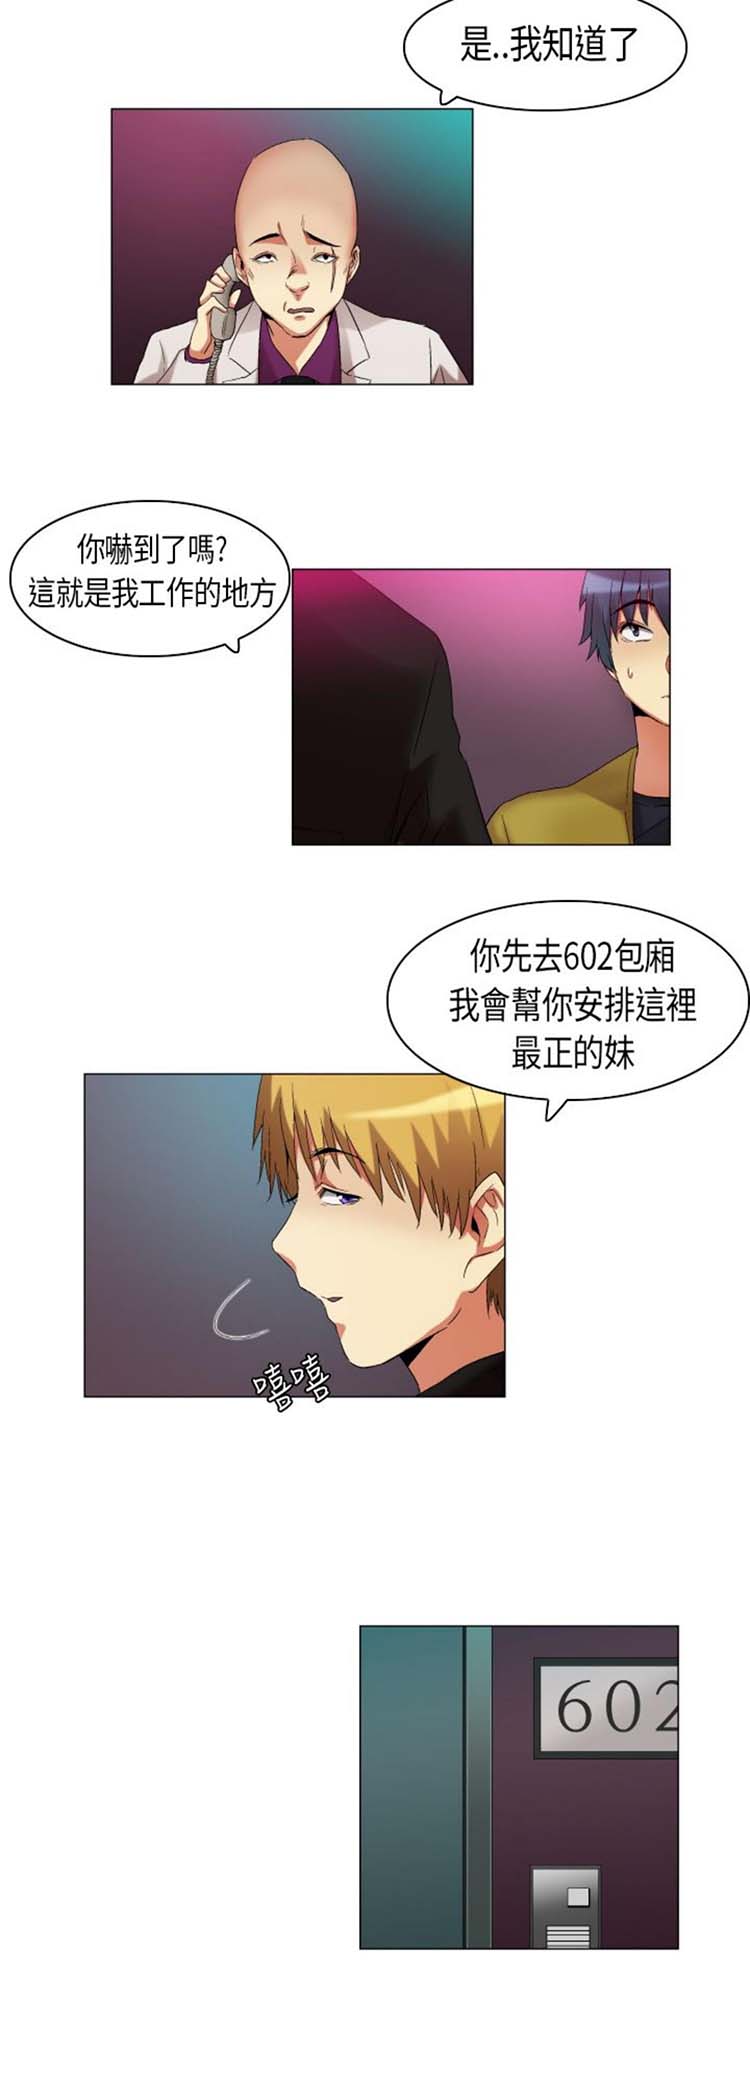 是..我知道了
你嚇到了嗎?
這就是我工作的地方
你先去602包廂
我會幫你安排這裡
最正的妹
嘻嘻
602